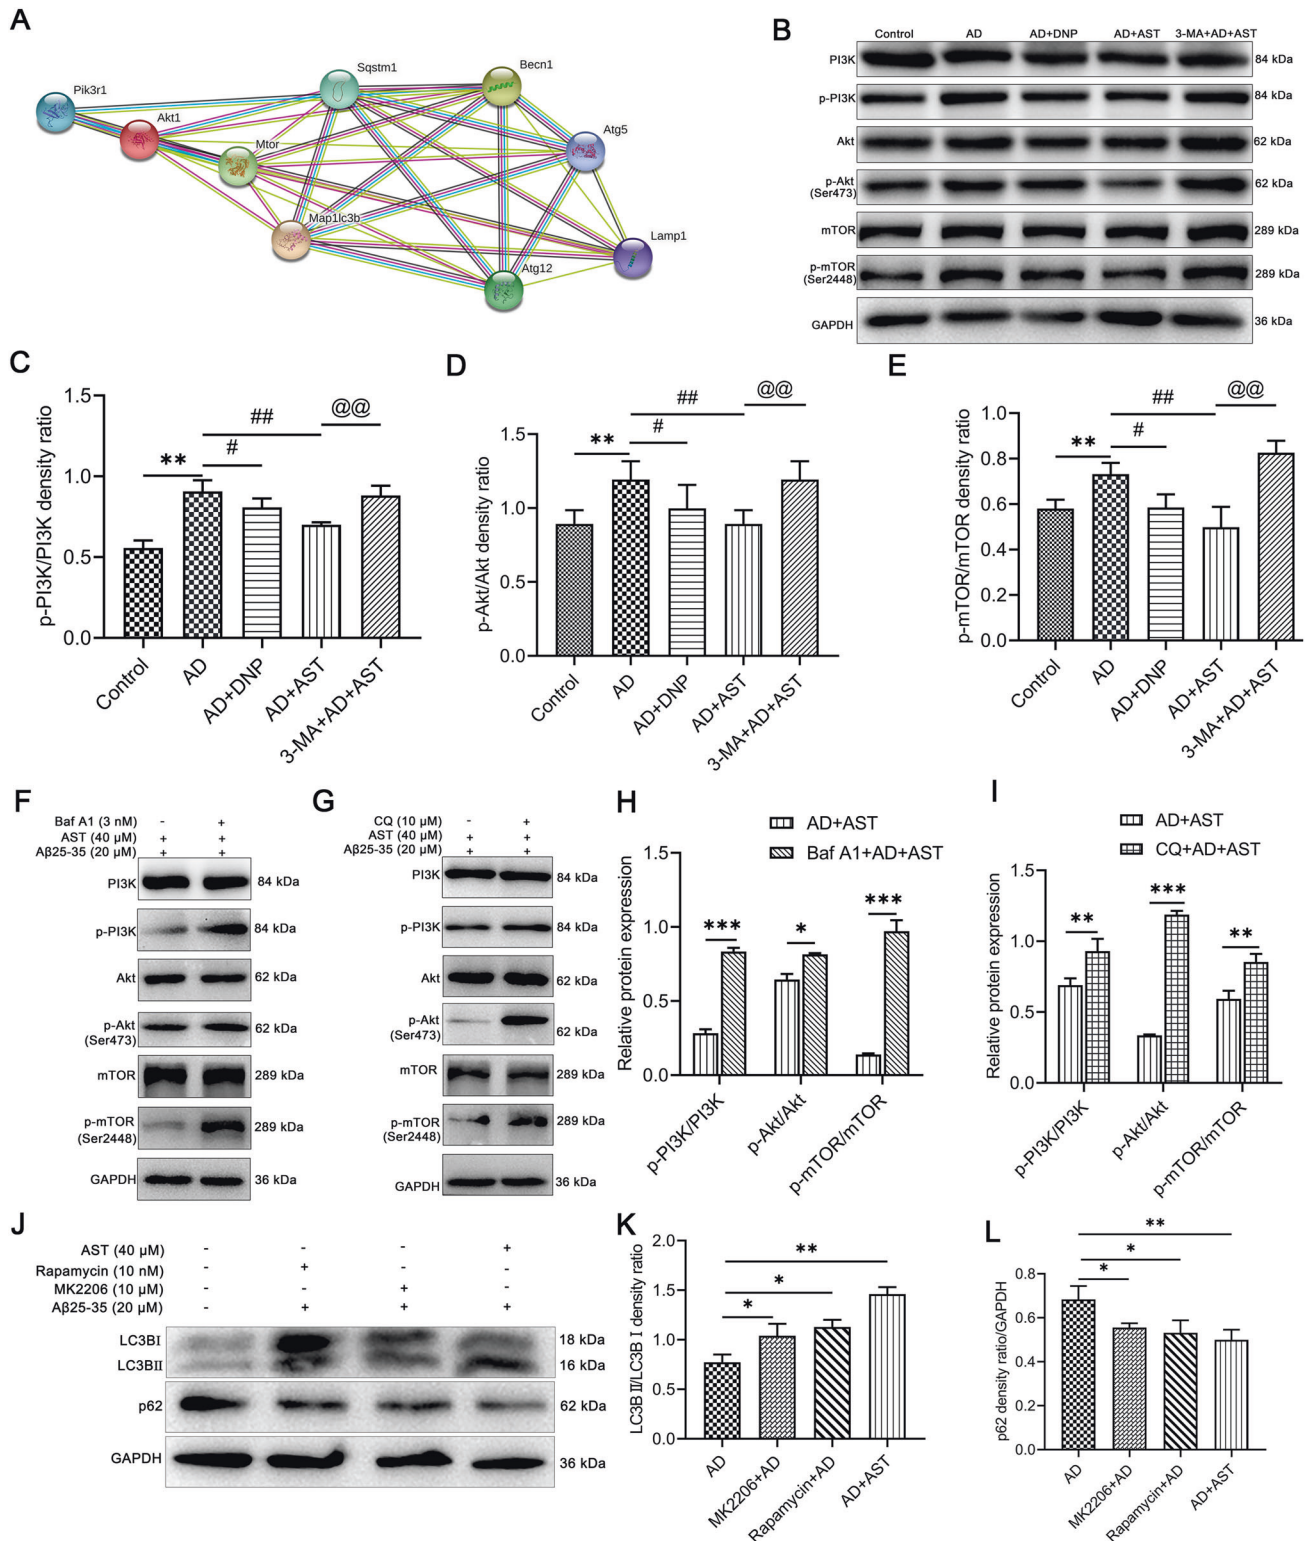 A
Pik3r1
Akt1
Sqstm1
Mtor
Becn1
Atg5
Map1lc3b
Lamp1
Atg12
B
Control AD AD+DNP AD+AST 3-MA+AD+AST
PI3K 84 kDa
p-PI3K 84 kDa
Akt 62 kDa
p-Akt
(Ser473) 62 kDa
mTOR 289 kDa
p-mTOR
(Ser2448) 289 kDa
GAPDH 36 kDa
C
p-PI3K/PI3K density ratio
1.5
1.0
0.5
0.0
** # ## @@
Control AD AD+DNP AD+AST 3-MA+AD+AST
D
p-Akt/Akt density ratio
1.5
1.0
0.5
0.0
** # ## @@
Control AD AD+DNP AD+AST 3-MA+AD+AST
E
p-mTOR/mTOR density ratio
1.0
0.8
0.6
0.4
0.2
0.0
** # ## @@
Control AD AD+DNP AD+AST 3-MA+AD+AST
F
Baf A1 (3 nM) - +
AST (40 μM) + +
Aβ25-35 (20 μM) + +
PI3K 84 kDa
p-PI3K 84 kDa
Akt 62 kDa
p-Akt
(Ser473) 62 kDa
mTOR 289 kDa
p-mTOR
(Ser2448) 289 kDa
GAPDH 36 kDa
G
CQ (10 μM) - +
AST (40 μM) + +
Aβ25-35 (20 μM) + +
PI3K 84 kDa
p-PI3K 84 kDa
Akt 62 kDa
p-Akt
(Ser473) 62 kDa
mTOR 289 kDa
p-mTOR
(Ser2448) 289 kDa
GAPDH 36 kDa
H
AD+AST
Baf A1+AD+AST
Relative protein expression
1.5
1.0
0.5
0.0
*** * ***
p-PI3K/PI3K p-Akt/Akt p-mTOR/mTOR
I
AD+AST
CQ+AD+AST
Relative protein expression
1.5
1.0
0.5
0.0
** *** **
p-PI3K/PI3K p-Akt/Akt p-mTOR/mTOR
J
AST (40 μM) - - - +
Rapamycin (10 nM) - + - -
MK2206 (10 μM) - - + -
Aβ25-35 (20 μM) - + + +
LC3BI 18 kDa
LC3BII 16 kDa
p62 62 kDa
GAPDH 36 kDa
K
LC3B II/LC3B I density ratio
2.0
1.5
1.0
0.5
0.0
* * **
AD MK2206+AD Rapamycin+AD AD+AST
L
p62 density ratio/GAPDH
0.8
0.6
0.4
0.2
0.0
* * **
AD MK2206+AD Rapamycin+AD AD+AST